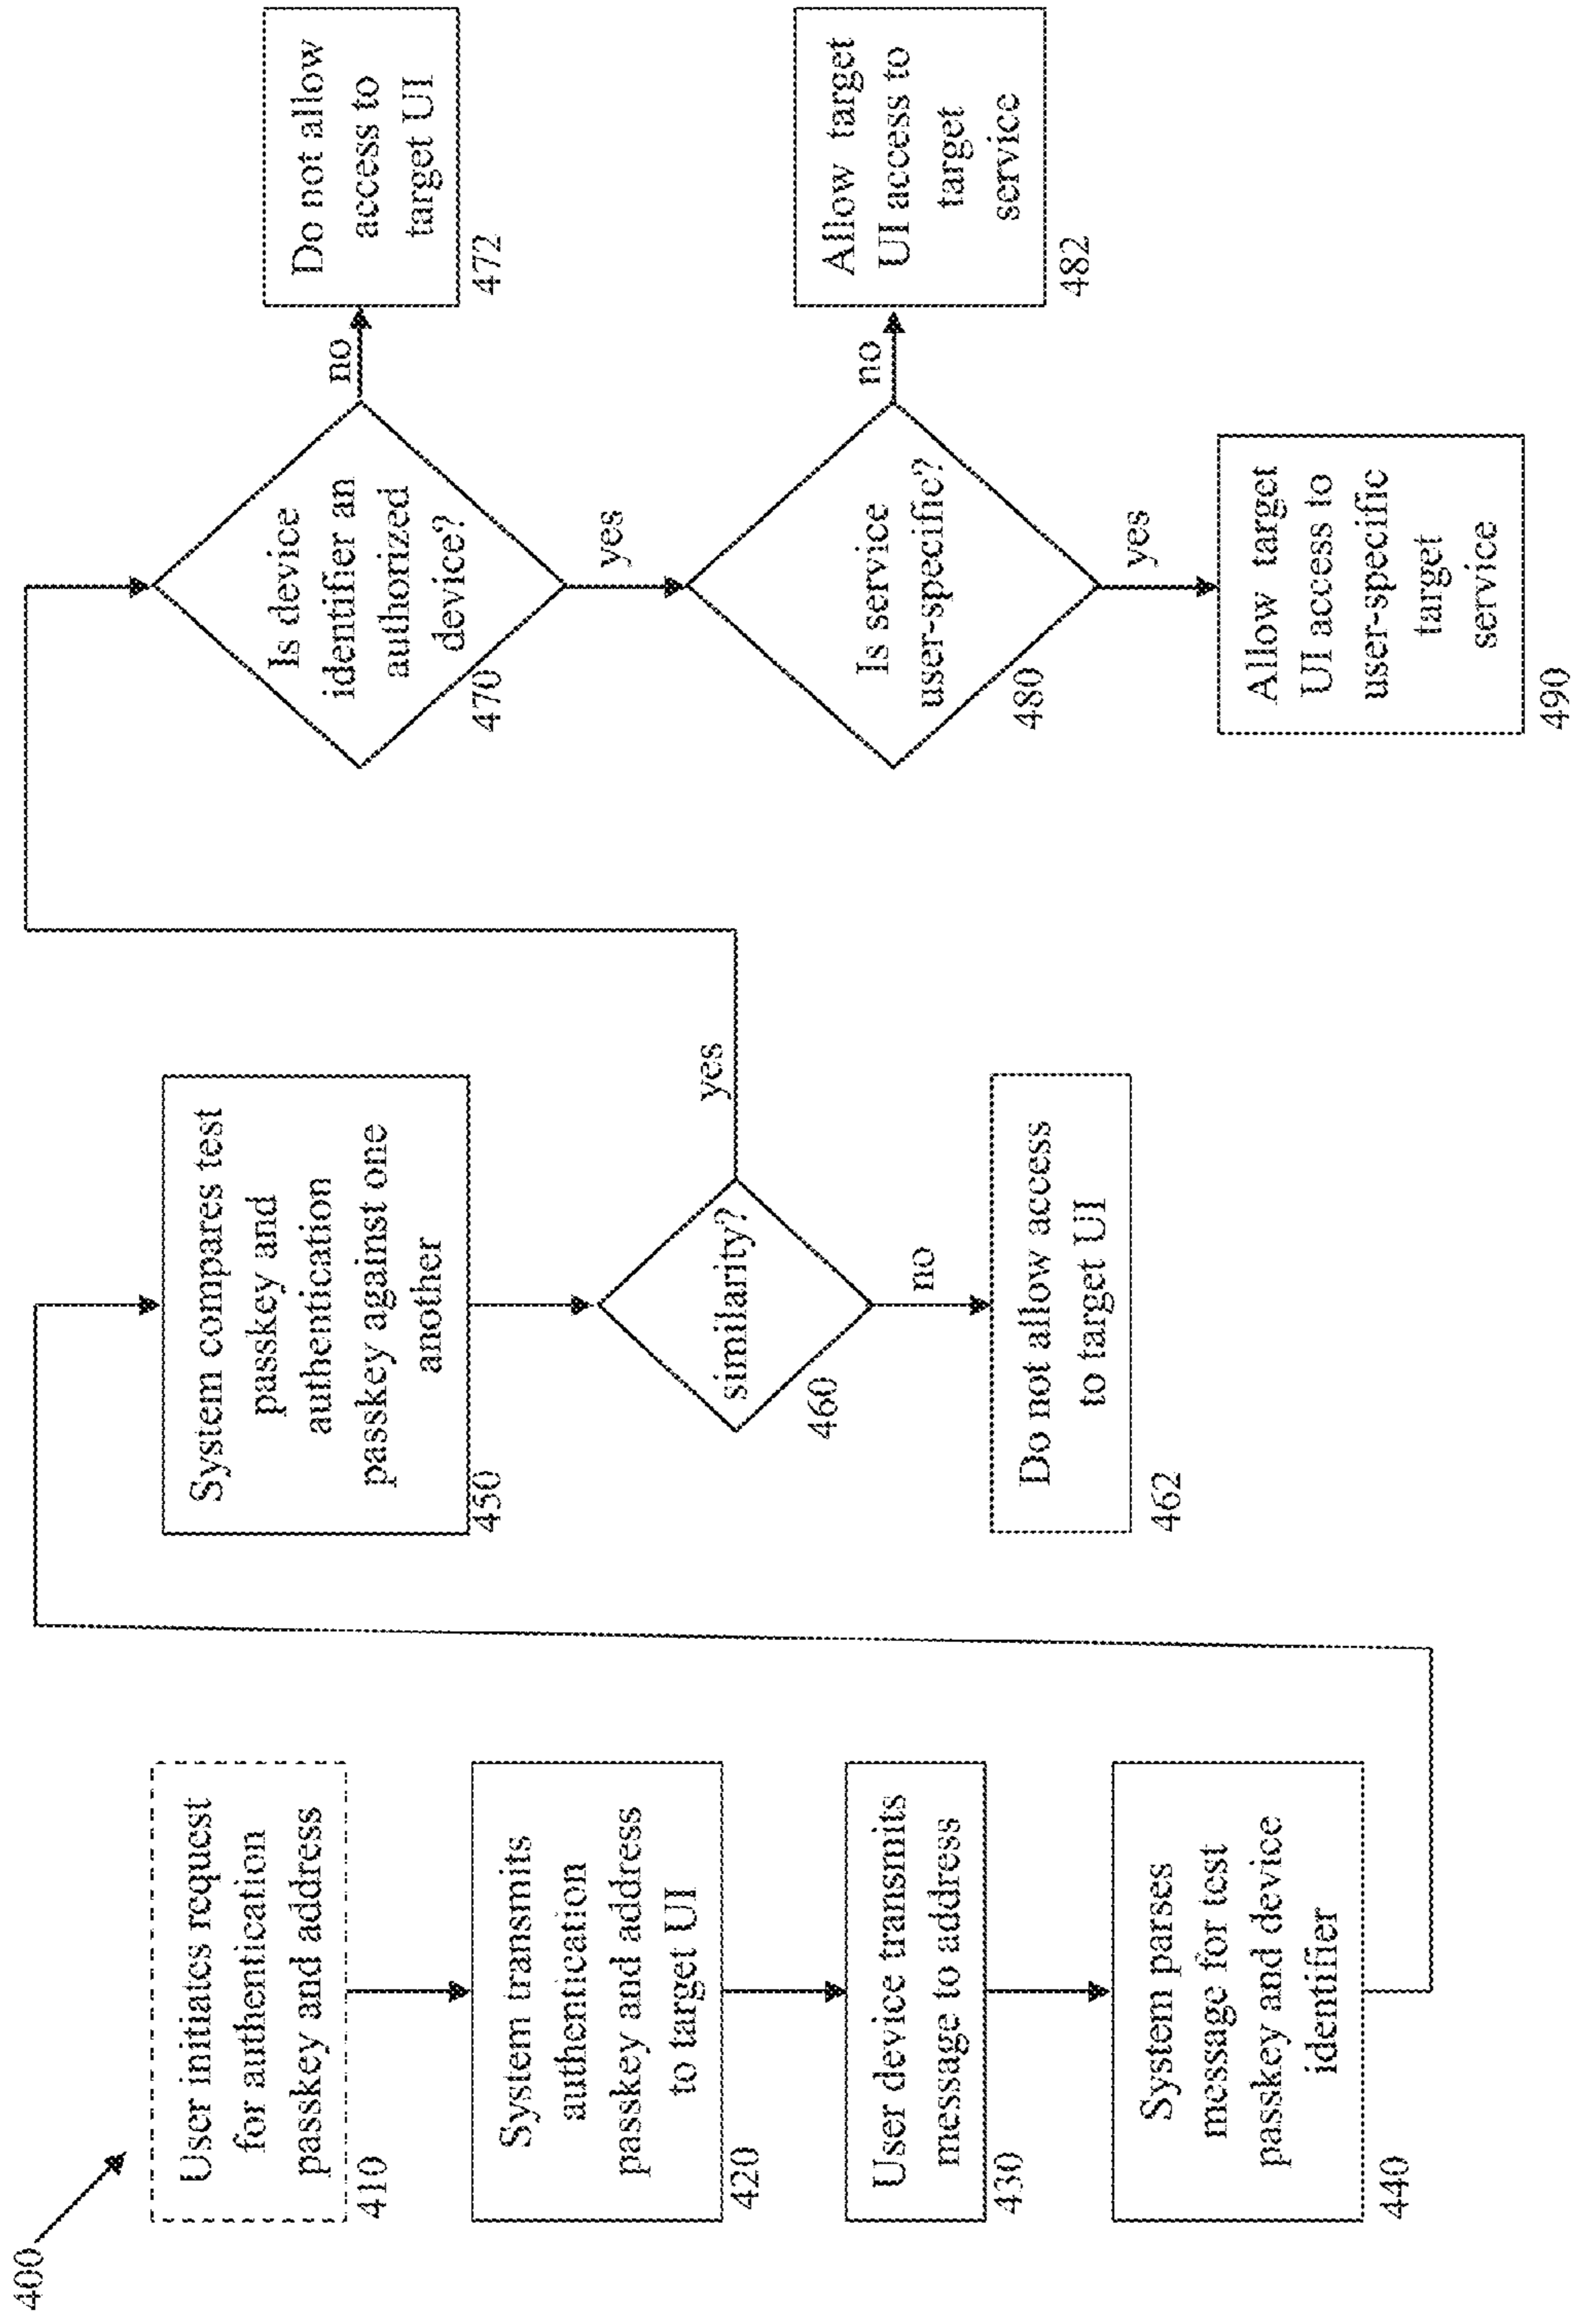 400
User initiates request
for authentication
passkey and address
410
System transmits
authentication
passkey and address
to target UI
420
User device transmits
message to address
430
System parses
message for test
passkey and device
identifier
440
System compares test
passkey and
authentication
passkey against one
another
450
similarity?
460
yes
no
Do not allow access
to target UI
462
Is device
identifier an
authorized
device?
470
no
Do not allow
access to
target UI
472
yes
Is service
user-specific?
480
no
Allow target
UI access to
target
service
482
yes
Allow target
UI access to
user-specific
target
service
490